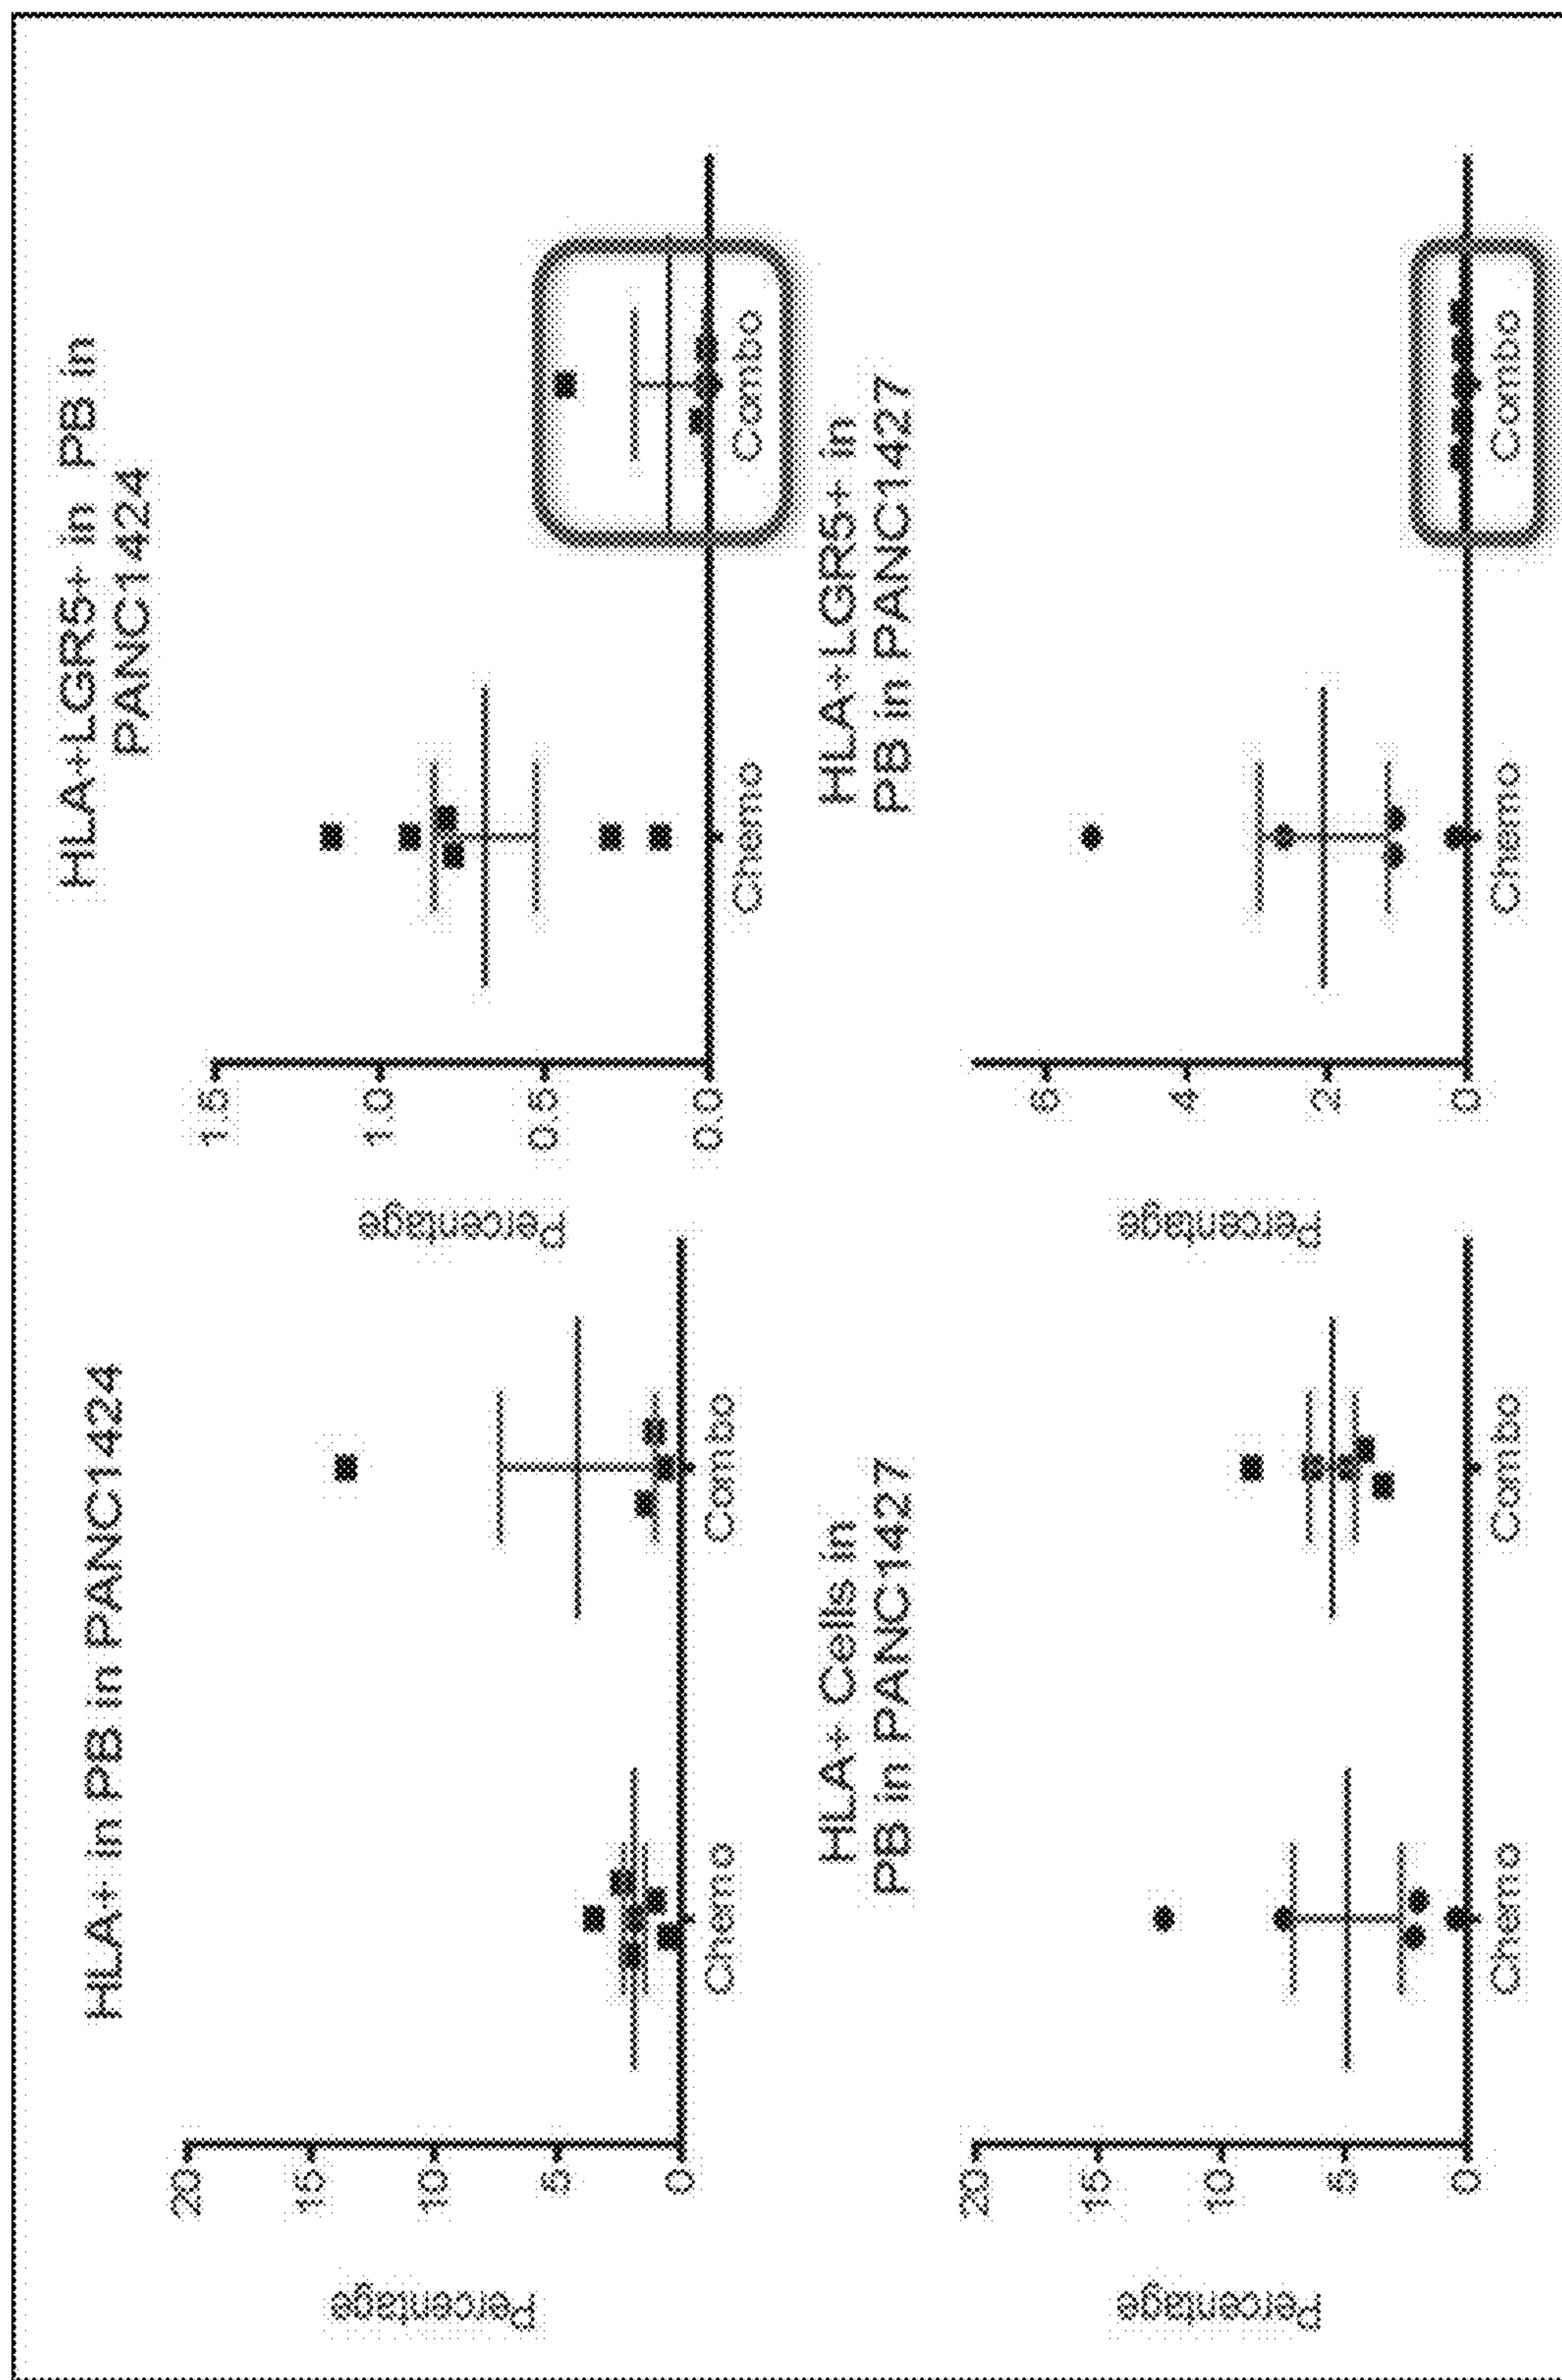 HLA+ in PB in PANC1424
Percentage
20
15
10
5
0
Chemo
Combo
HLA+LGR5+ in PB in
PANC1424
Percentage
1.5
1.0
0.5
0.0
Chemo
Combo
HLA+ Cells in
PB in PANC1427
Percentage
20
15
10
5
0
Chemo
Combo
HLA+LGR5+ in
PB in PANC1427
Percentage
6
4
2
0
Chemo
Combo